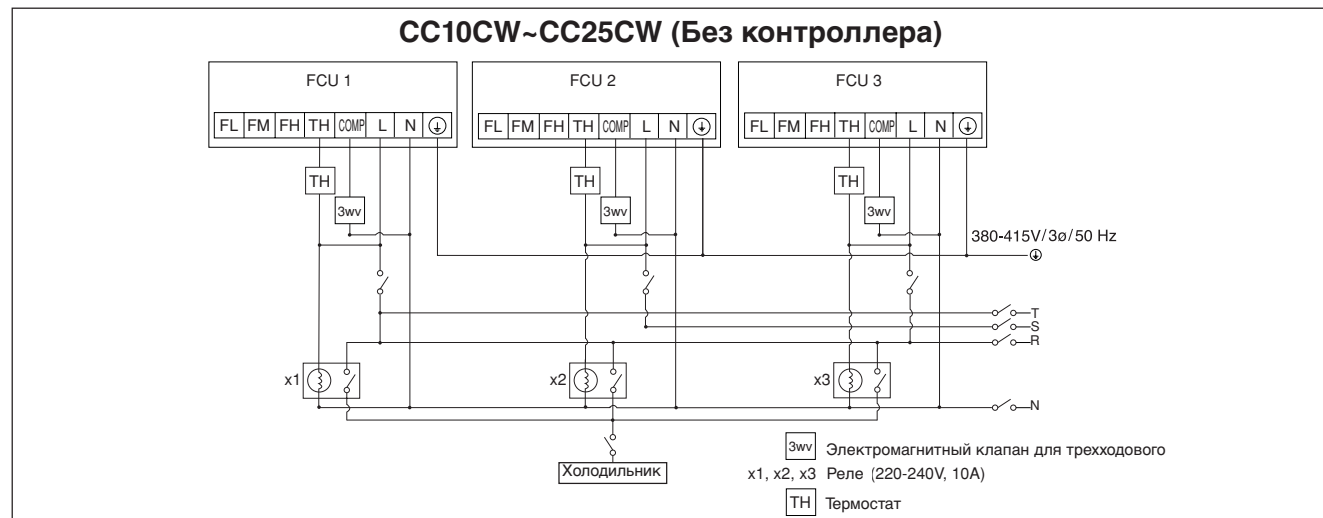 CC10CW~CC25CW (Без контроллера)
FCU 1
FCU 2
FCU 3
FL FM FH TH COMP L N
FL FM FH TH COMP L N
FL FM FH TH COMP L N
TH
TH
TH
3wv
3wv
3wv
380-415V/3ø/50 Hz
T
S
R
x1
x2
x3
N
Холодильник
3wv Электромагнитный клапан для трехходового
x1, x2, x3 Реле (220-240V, 10A)
TH Термостат